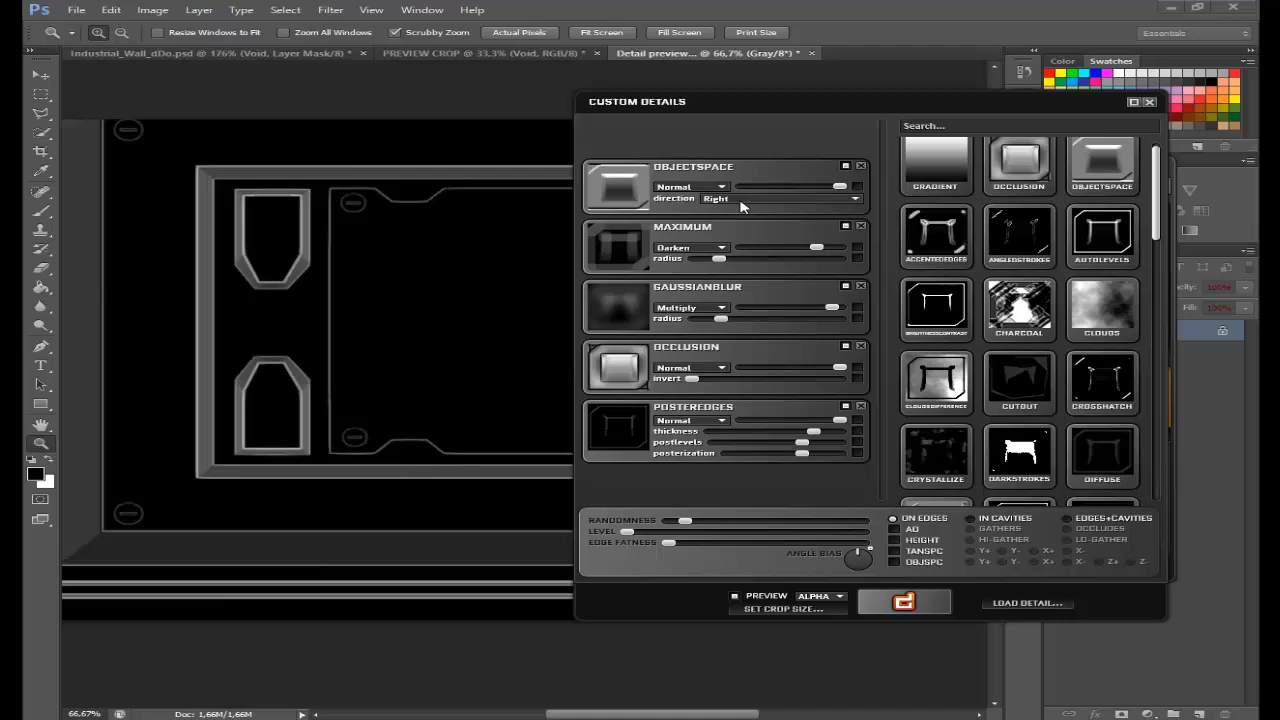 Ps File Edit Image Layer Type Select Filter View Window Help
Resize Windows to Fit Zoom All Windows Scrubby Zoom Actual Pixels Fit Screen Fill Screen Print Size Essentials
Industrial_Wall_dDo.psd @ 176% (Void, Layer Mask/8) * × PREVIEW CROP @ 33,3% (Void, RGB/8) * × Detail preview... @ 66,7% (Gray/8*) * ×
Color Swatches
CUSTOM DETAILS
Search...
OBJECTSPACE
Normal
direction Right
MAXIMUM
Darken
radius
GAUSSIANBLUR
Multiply
radius
OCCLUSION
Normal
invert
POSTEREDGES
Normal
thickness
postlevels
posterization
GRADIENT OCCLUSION OBJECTSPACE
ACCENTEDEDGES ANGLEDSTROKES AUTOLEVELS
BRIGHTNESSCONTRAST CHARCOAL CLOUDS
CLOUDSDIFFERENCE CUTOUT CROSSHATCH
CRYSTALLIZE DARKSTROKES DIFFUSE
RANDOMNESS
LEVEL
EDGE FATNESS
ANGLE BIAS
ON EDGES IN CAVITIES EDGES+CAVITIES
AO GATHERS OCCLUDES
HEIGHT HI-GATHER LO-GATHER
TANSPC Y+ Y- X+ X-
OBJSPC Y+ Y- X+ X- Z+ Z-
PREVIEW ALPHA
SET CROP SIZE...
LOAD DETAIL...
100%
Fill: 100%
66,67% Doc: 1,66M/1,66M